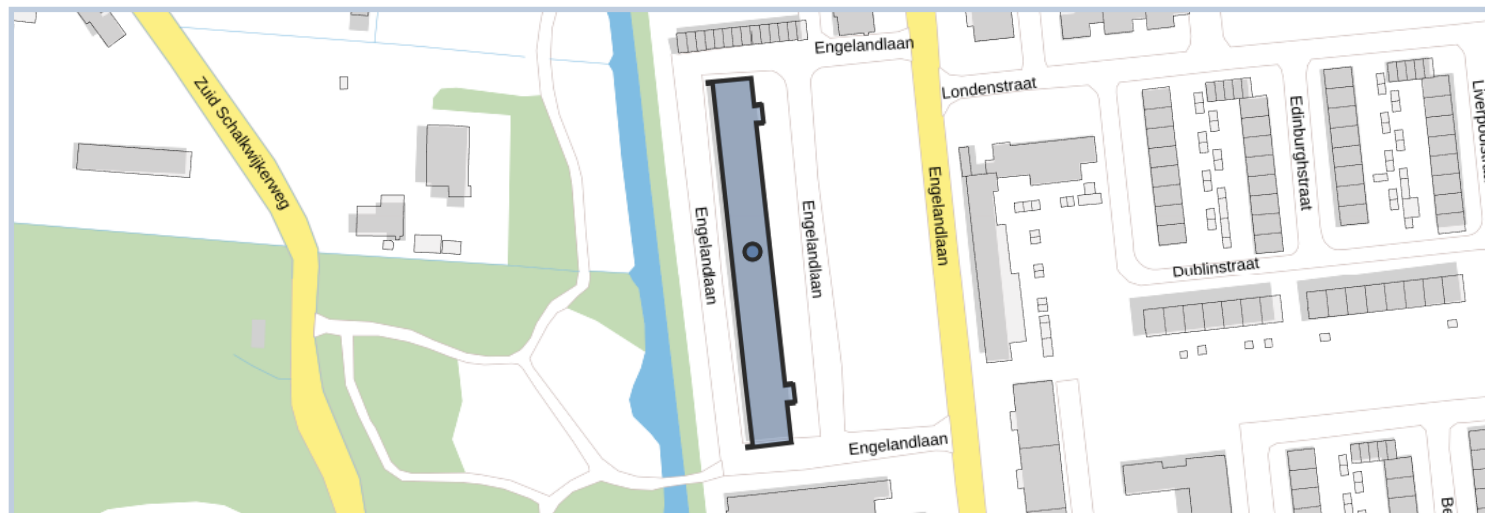 Engelandlaan
Londenstraat
Zuid Schalkwijkerweg
Edinburghstraat
Engelandlaan
Engelandlaan
Engelandlaan
Dublinstraat
Engelandlaan